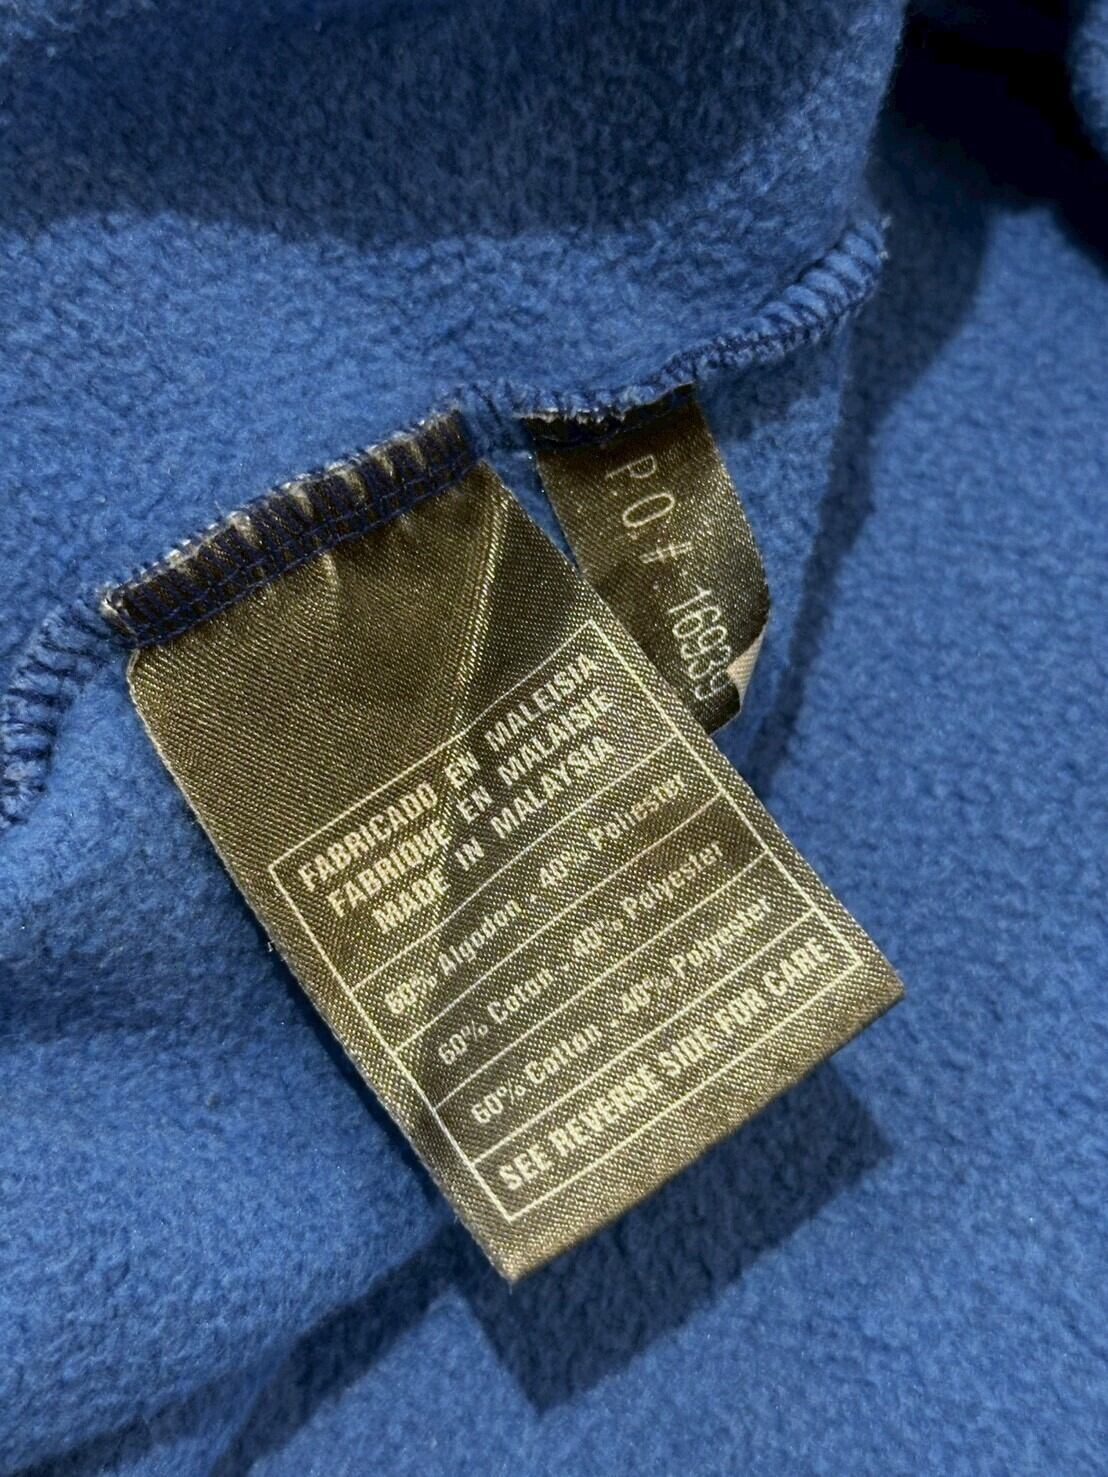 P.O.# 16939
FABRICADO EN MALEISIA
FABRIQUE EN MALAISIE
MADE IN MALAYSIA
60% Algodon . 40% Poliester
60% Coton . 40% Polyester
60% Cotton . 40% Polyester
SEE REVERSE SIDE FOR CARE